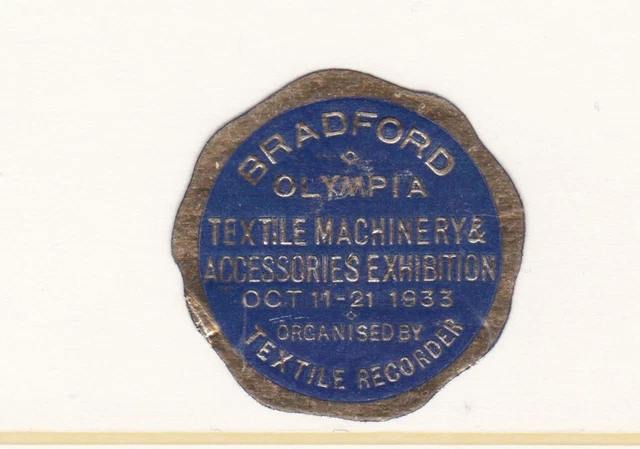 BRADFORD
OLYMPIA
TEXTILE MACHINERY &
ACCESSORIES EXHIBITION
OCT 11-21 1933
ORGANISED BY
TEXTILE RECORDER